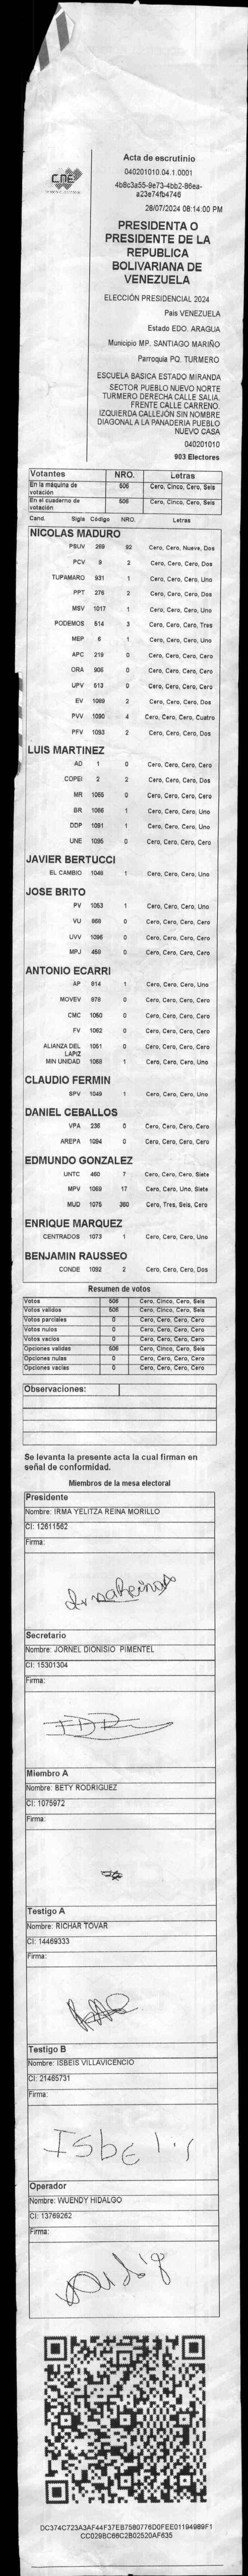 CNE
Acta de escrutinio
040201010.04.1.0001
4b8c3a55-9e73-4bb2-86ea-
a23e74fb4746
28/07/2024 08:14:00 PM
PRESIDENTA O
PRESIDENTE DE LA
REPUBLICA
BOLIVARIANA DE
VENEZUELA
ELECCIÓN PRESIDENCIAL 2024
Pais VENEZUELA
Estado EDO. ARAGUA
Municipio MP. SANTIAGO MARIÑO
Parroquia PQ. TURMERO
ESCUELA BASICA ESTADO MIRANDA
SECTOR PUEBLO NUEVO NORTE
TURMERO DERECHA CALLE SALIA.
FRENTE CALLE CARREÑO.
IZQUIERDA CALLEJÓN SIN NOMBRE
DIAGONAL A LA PANADERIA PUEBLO
NUEVO CASA
040201010
903 Electores
Votantes NRO. Letras
En la máquina de votación 506 Cero, Cinco, Cero, Seis
En el cuaderno de votación 506 Cero, Cinco, Cero, Seis
Cand. Sigla Código NRO. Letras
NICOLAS MADURO
PSUV 269 92 Cero, Cero, Nueve, Dos
PCV 9 2 Cero, Cero, Cero, Dos
TUPAMARO 931 1 Cero, Cero, Cero, Uno
PPT 276 2 Cero, Cero, Cero, Dos
MSV 1017 1 Cero, Cero, Cero, Uno
PODEMOS 514 3 Cero, Cero, Cero, Tres
MEP 6 1 Cero, Cero, Cero, Uno
APC 219 0 Cero, Cero, Cero, Cero
ORA 906 0 Cero, Cero, Cero, Cero
UPV 513 0 Cero, Cero, Cero, Cero
EV 1089 2 Cero, Cero, Cero, Dos
PVV 1090 4 Cero, Cero, Cero, Cuatro
PFV 1093 2 Cero, Cero, Cero, Dos
LUIS MARTINEZ
AD 1 0 Cero, Cero, Cero, Cero
COPEI 2 2 Cero, Cero, Cero, Dos
MR 1065 0 Cero, Cero, Cero, Cero
BR 1066 1 Cero, Cero, Cero, Uno
DDP 1091 1 Cero, Cero, Cero, Uno
UNE 1095 0 Cero, Cero, Cero, Cero
JAVIER BERTUCCI
EL CAMBIO 1048 1 Cero, Cero, Cero, Uno
JOSE BRITO
PV 1053 1 Cero, Cero, Cero, Uno
VU 868 0 Cero, Cero, Cero, Cero
UVV 1096 0 Cero, Cero, Cero, Cero
MPJ 458 0 Cero, Cero, Cero, Cero
ANTONIO ECARRI
AP 814 1 Cero, Cero, Cero, Uno
MOVEV 878 0 Cero, Cero, Cero, Cero
CMC 1050 0 Cero, Cero, Cero, Cero
FV 1062 0 Cero, Cero, Cero, Cero
ALIANZA DEL LAPIZ 1051 0 Cero, Cero, Cero, Cero
MIN UNIDAD 1068 1 Cero, Cero, Cero, Uno
CLAUDIO FERMIN
SPV 1049 1 Cero, Cero, Cero, Uno
DANIEL CEBALLOS
VPA 236 0 Cero, Cero, Cero, Cero
AREPA 1094 0 Cero, Cero, Cero, Cero
EDMUNDO GONZALEZ
UNTC 460 7 Cero, Cero, Cero, Siete
MPV 1069 17 Cero, Cero, Uno, Siete
MUD 1075 360 Cero, Tres, Seis, Cero
ENRIQUE MARQUEZ
CENTRADOS 1073 1 Cero, Cero, Cero, Uno
BENJAMIN RAUSSEO
CONDE 1092 2 Cero, Cero, Cero, Dos
Resumen de votos
Votos 506 Cero, Cinco, Cero, Seis
Votos validos 506 Cero, Cinco, Cero, Seis
Votos parciales 0 Cero, Cero, Cero, Cero
Votos nulos 0 Cero, Cero, Cero, Cero
Votos vacios 0 Cero, Cero, Cero, Cero
Opciones validas 506 Cero, Cinco, Cero, Seis
Opciones nulas 0 Cero, Cero, Cero, Cero
Opciones vacias 0 Cero, Cero, Cero, Cero
Observaciones:
Se levanta la presente acta la cual firman en
señal de conformidad.
Miembros de la mesa electoral
Presidente
Nombre: IRMA YELITZA REINA MORILLO
CI: 12611562
Firma:
Secretario
Nombre: JORNEL DIONISIO PIMENTEL
CI: 15301304
Firma:
Miembro A
Nombre: BETY RODRIGUEZ
CI: 1075972
Firma:
Testigo A
Nombre: RICHAR TOVAR
CI: 14469333
Firma:
Testigo B
Nombre: ISBEIS VILLAVICENCIO
CI: 21465731
Firma:
Isbelis
Operador
Nombre: WUENDY HIDALGO
CI: 13769262
Firma:
DC374C723A3AF44F37EB7580776D0FEE01194989F1
CC029BC66C2B02520AF635